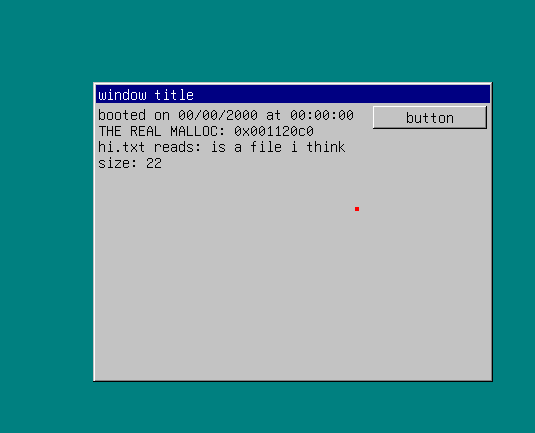 window title
booted on 00/00/2000 at 00:00:00
button
THE REAL MALLOC: 0x001120c0
hi.txt reads: is a file i think
size: 22